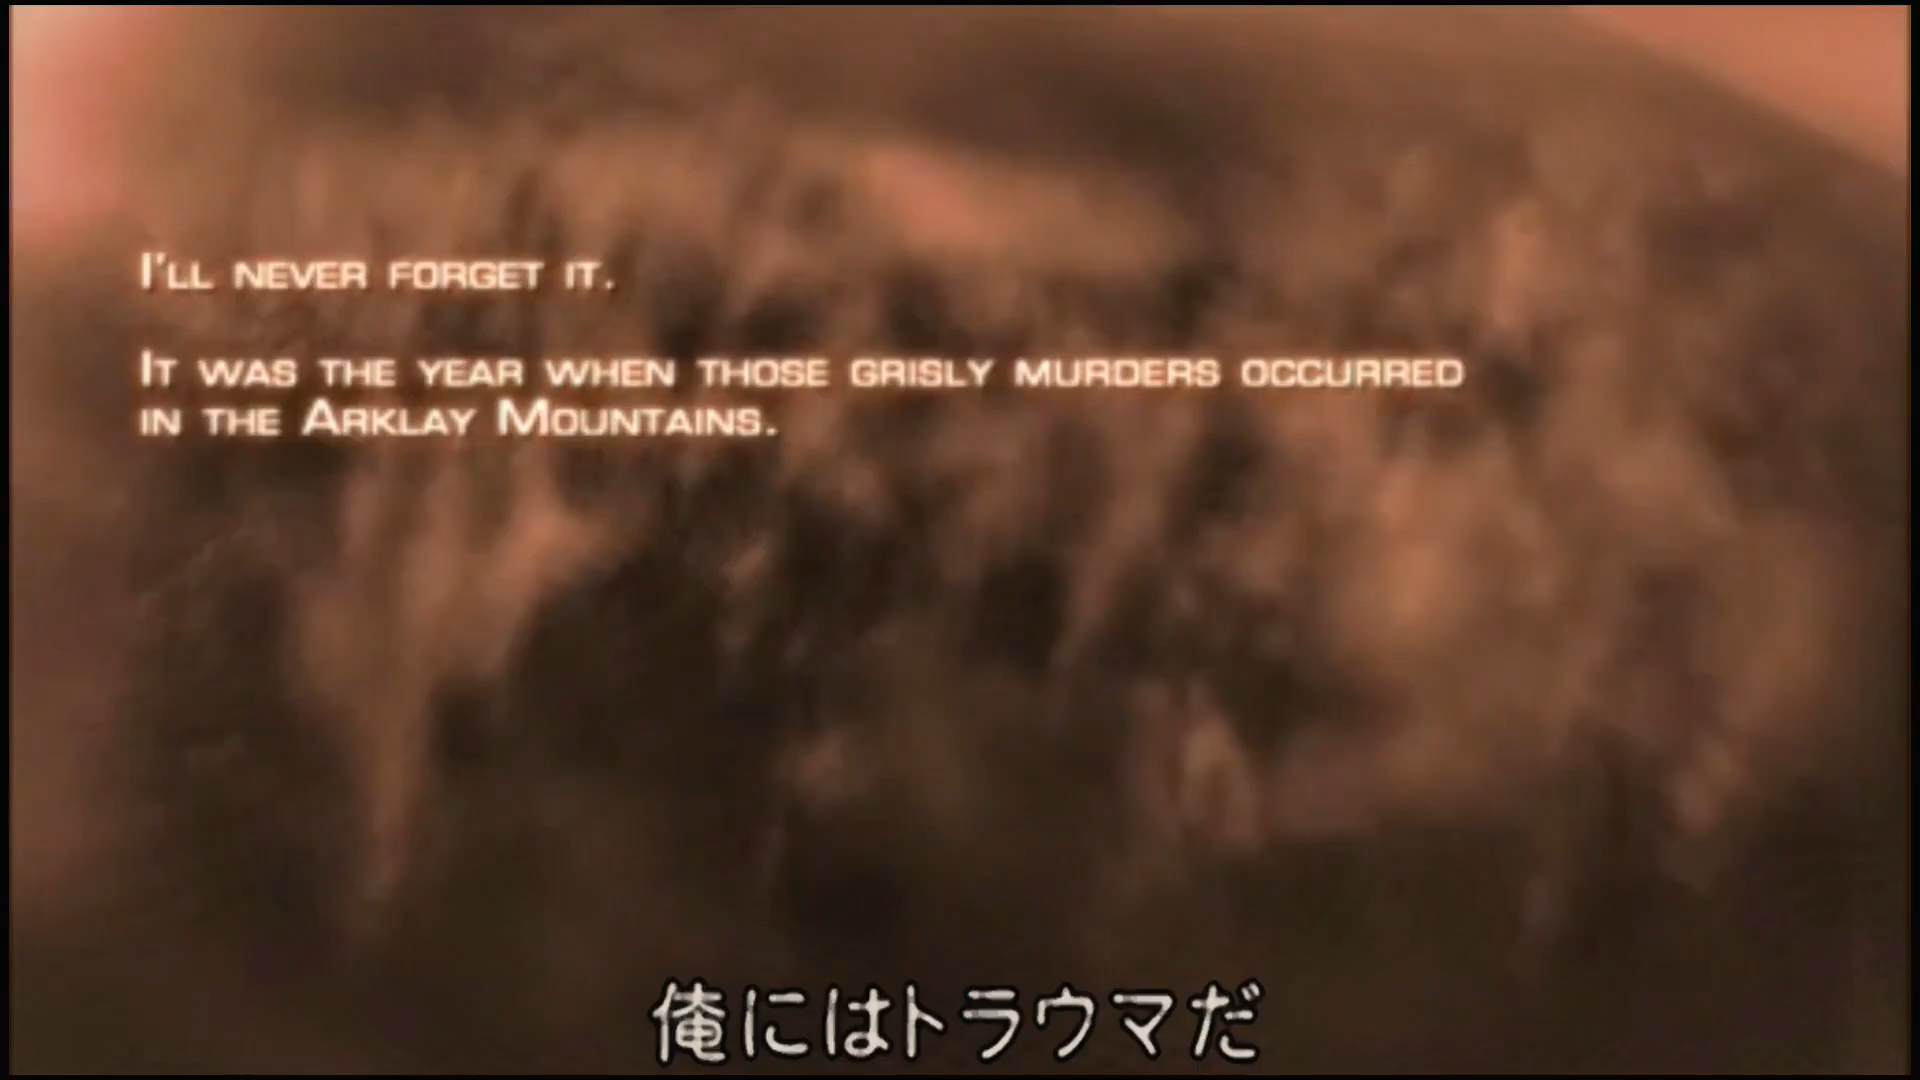 I'll never forget it.
It was the year when those grisly murders occurred
in the Arklay Mountains.
俺にはトラウマだ